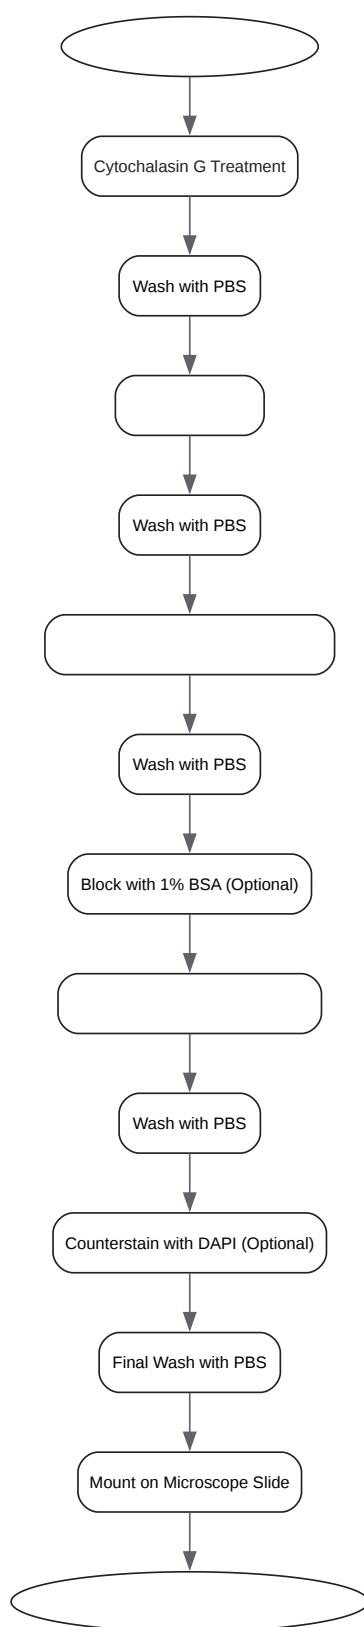 Cytochalasin G Treatment
Wash with PBS
Wash with PBS
Wash with PBS
Block with 1% BSA (Optional)
Wash with PBS
Counterstain with DAPI (Optional)
Final Wash with PBS
Mount on Microscope Slide